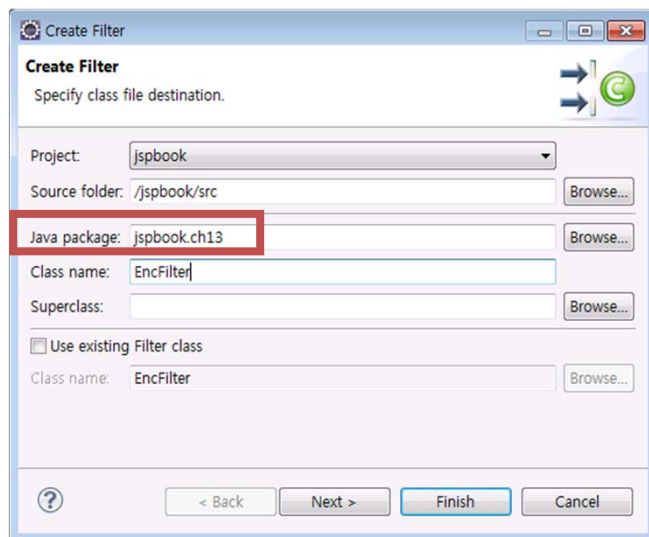 Create Filter
Create Filter
Specify class file destination.
C
Project: jspbook
Source folder: /jspbook/src Browse...
Java package: jspbook.ch13 Browse...
Class name: EncFilter
Superclass: Browse...
Use existing Filter class
Class name: EncFilter Browse...
? < Back Next > Finish Cancel